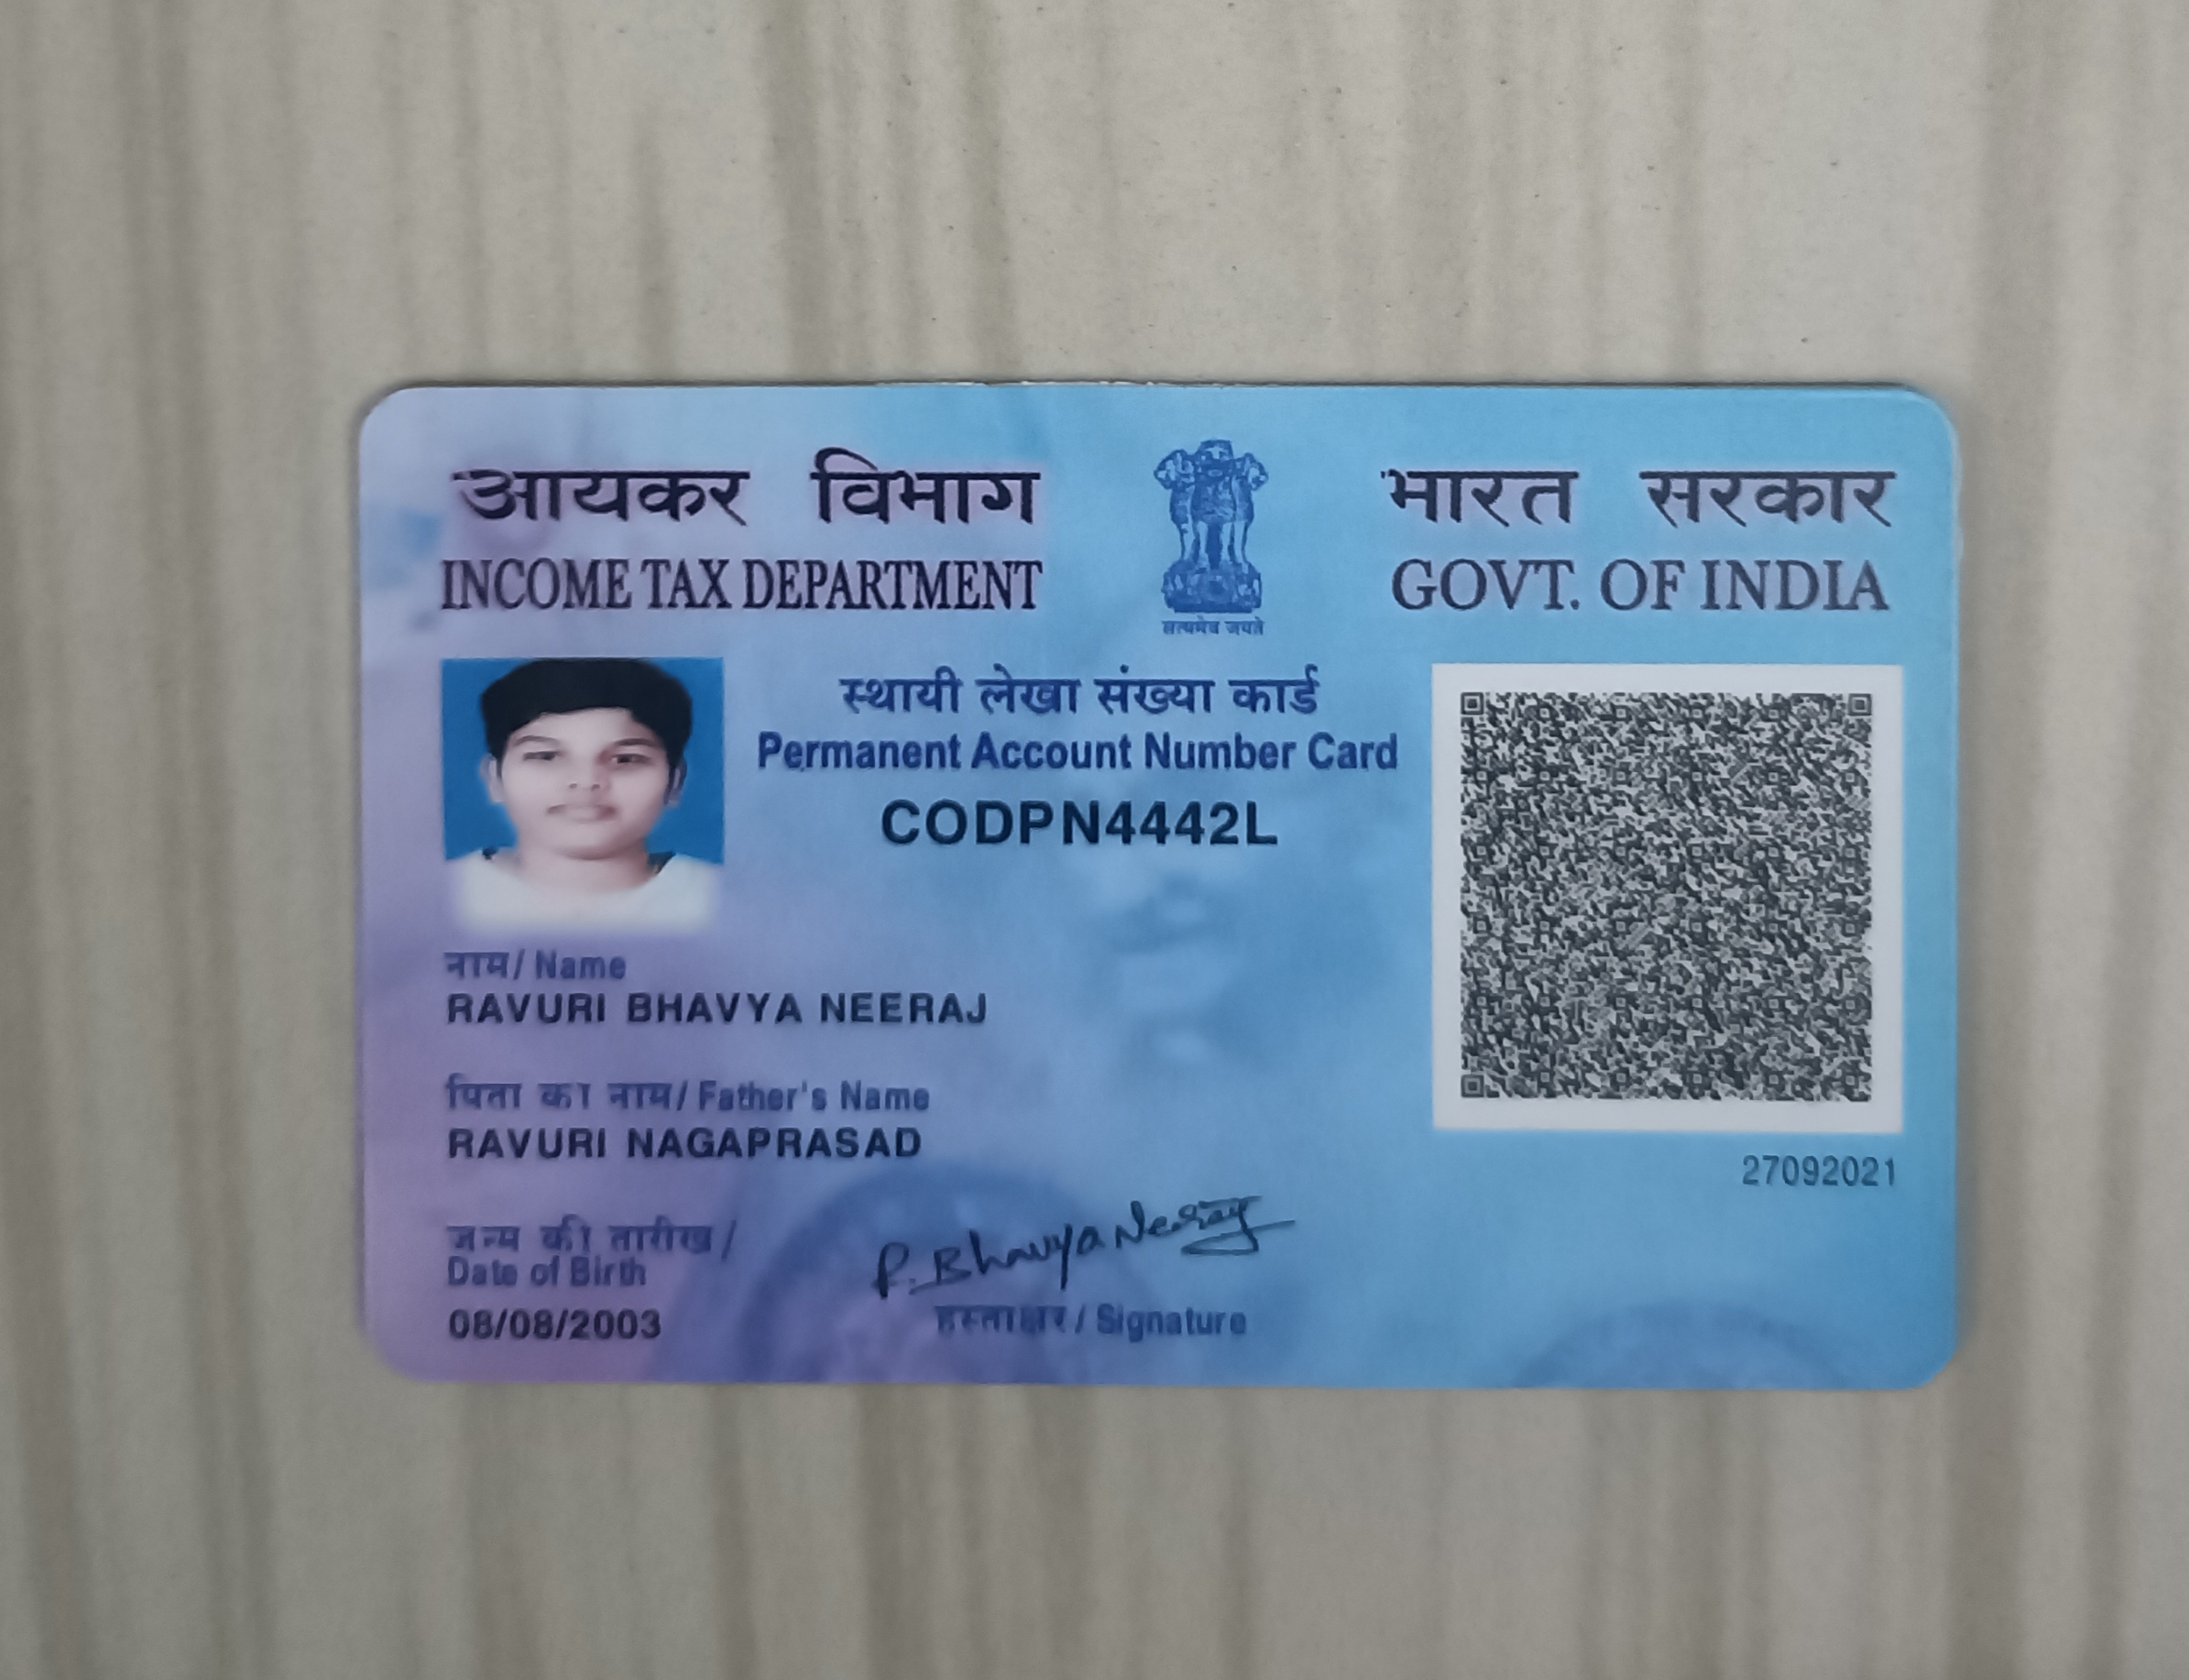 आयकर विभाग
INCOME TAX DEPARTMENT
सत्यमेव जयते
भारत सरकार
GOVT. OF INDIA
स्थायी लेखा संख्या कार्ड
Permanent Account Number Card
CODPN4442L
नाम / Name
RAVURI BHAVYA NEERAJ
पिता का नाम / Father's Name
RAVURI NAGAPRASAD
27092021
जन्म की तारीख /
Date of Birth
08/08/2003
R. Bhavya Neeraj
हस्ताक्षर / Signature